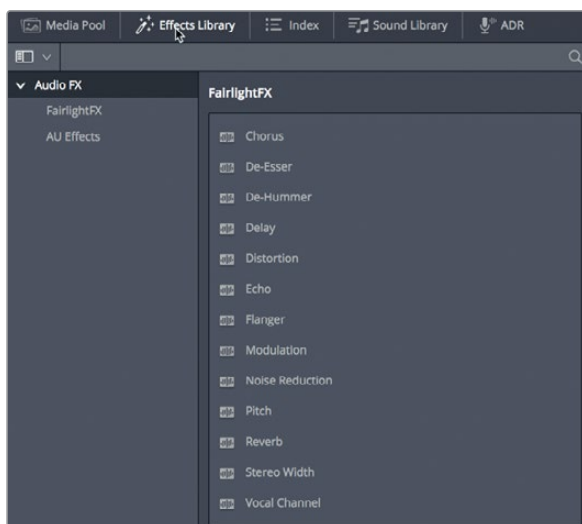 Media Pool Effects Library Index Sound Library ADR
Audio FX
FairlightFX
AU Effects
FairlightFX
Chorus
De-Esser
De-Hummer
Delay
Distortion
Echo
Flanger
Modulation
Noise Reduction
Pitch
Reverb
Stereo Width
Vocal Channel